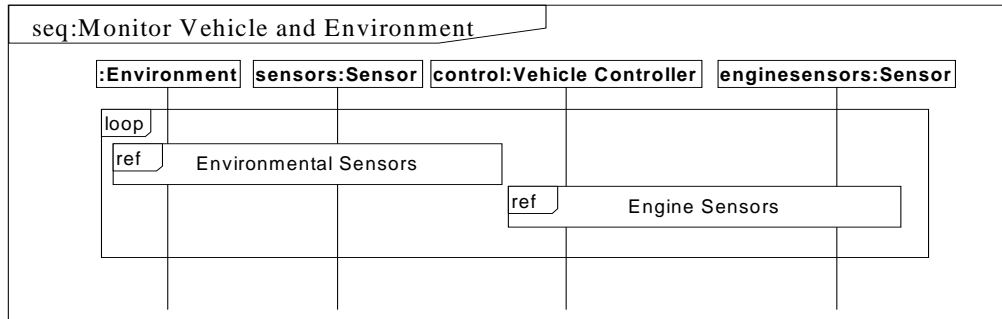 seq:Monitor Vehicle and Environment
:Environment sensors:Sensor control:Vehicle Controller enginesensors:Sensor
loop
ref Environmental Sensors
ref Engine Sensors